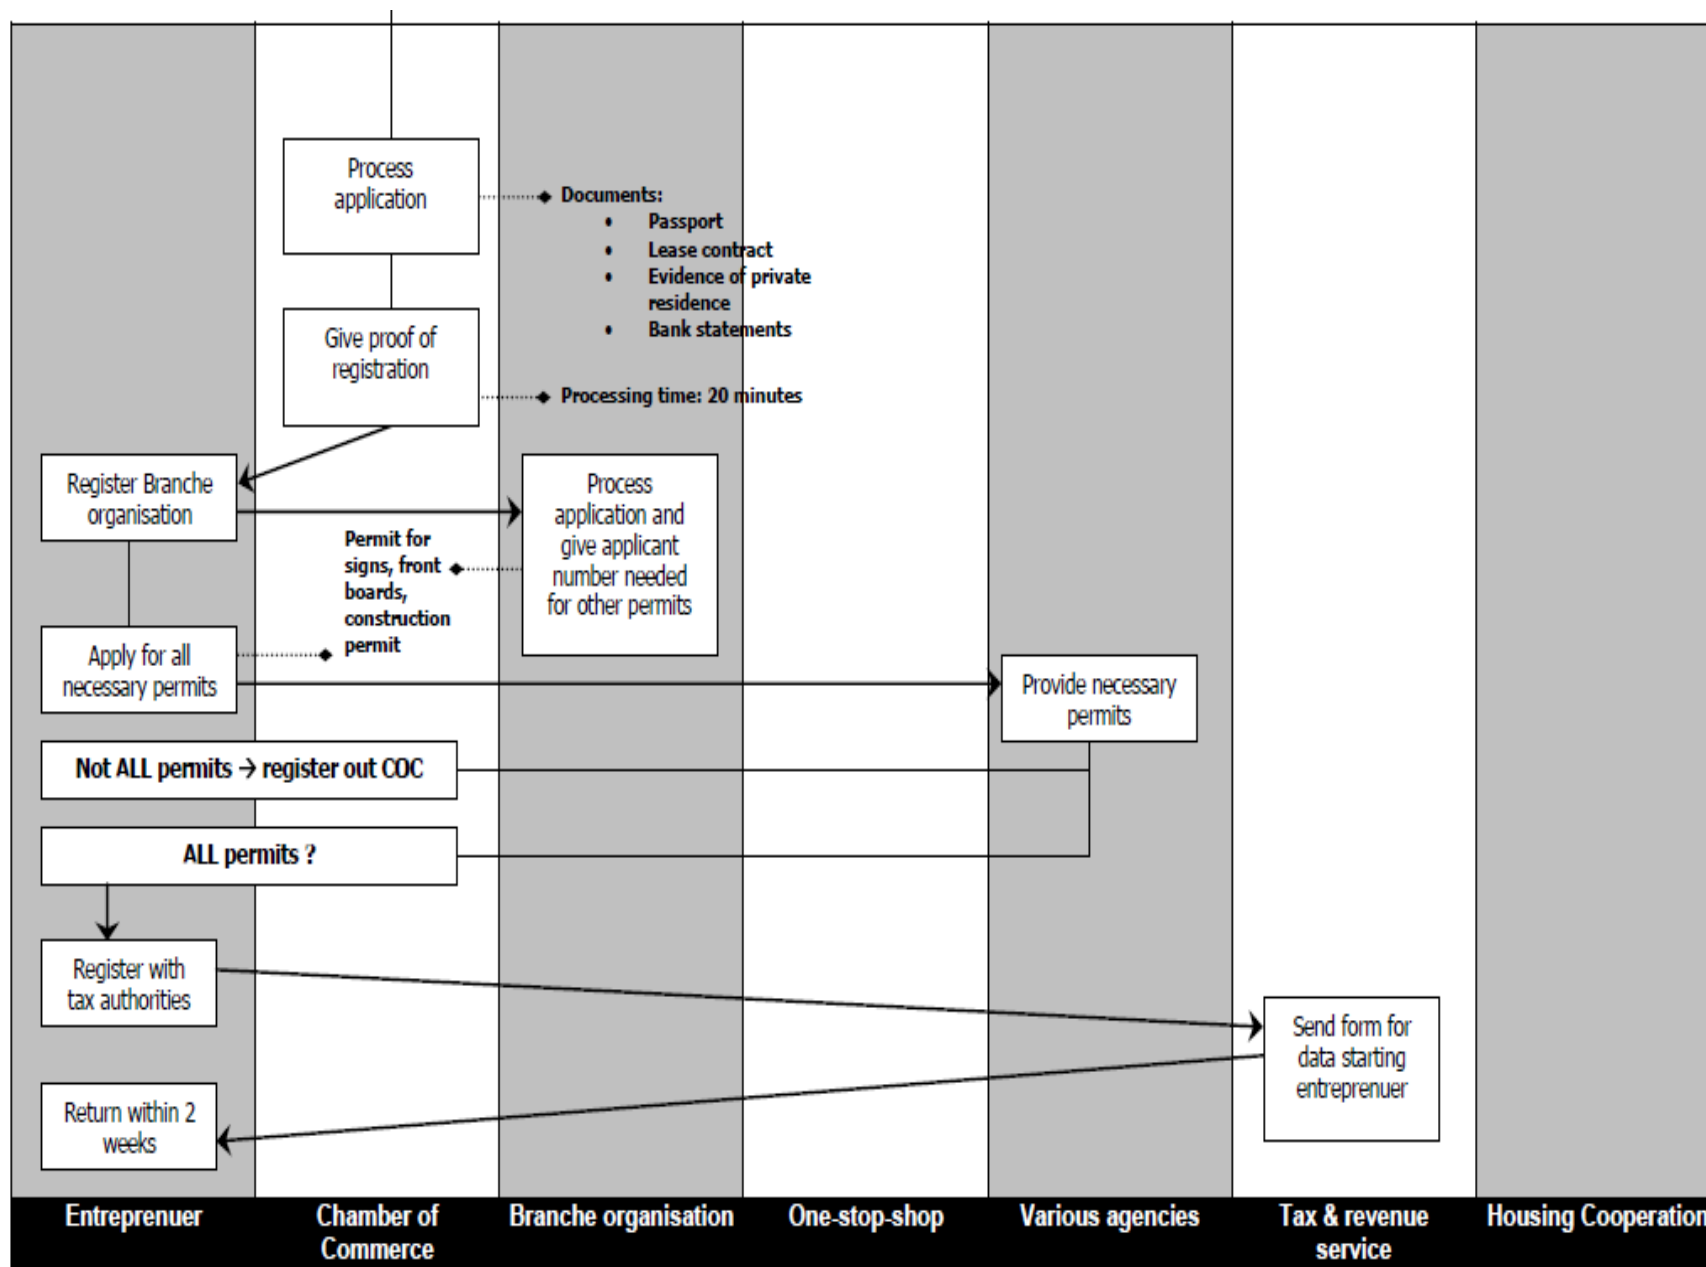 Process
application
Documents:
• Passport
• Lease contract
• Evidence of private
residence
• Bank statements
Give proof of
registration
Processing time: 20 minutes
Register Branche
organisation
Process
application and
give applicant
number needed
for other permits
Permit for
signs, front
boards,
construction
permit
Apply for all
necessary permits
Provide necessary
permits
Not ALL permits → register out COC
ALL permits ?
Register with
tax authorities
Send form for
data starting
entreprenuer
Return within 2
weeks
Entreprenuer
Chamber of
Commerce
Branche organisation
One-stop-shop
Various agencies
Tax & revenue
service
Housing Cooperation